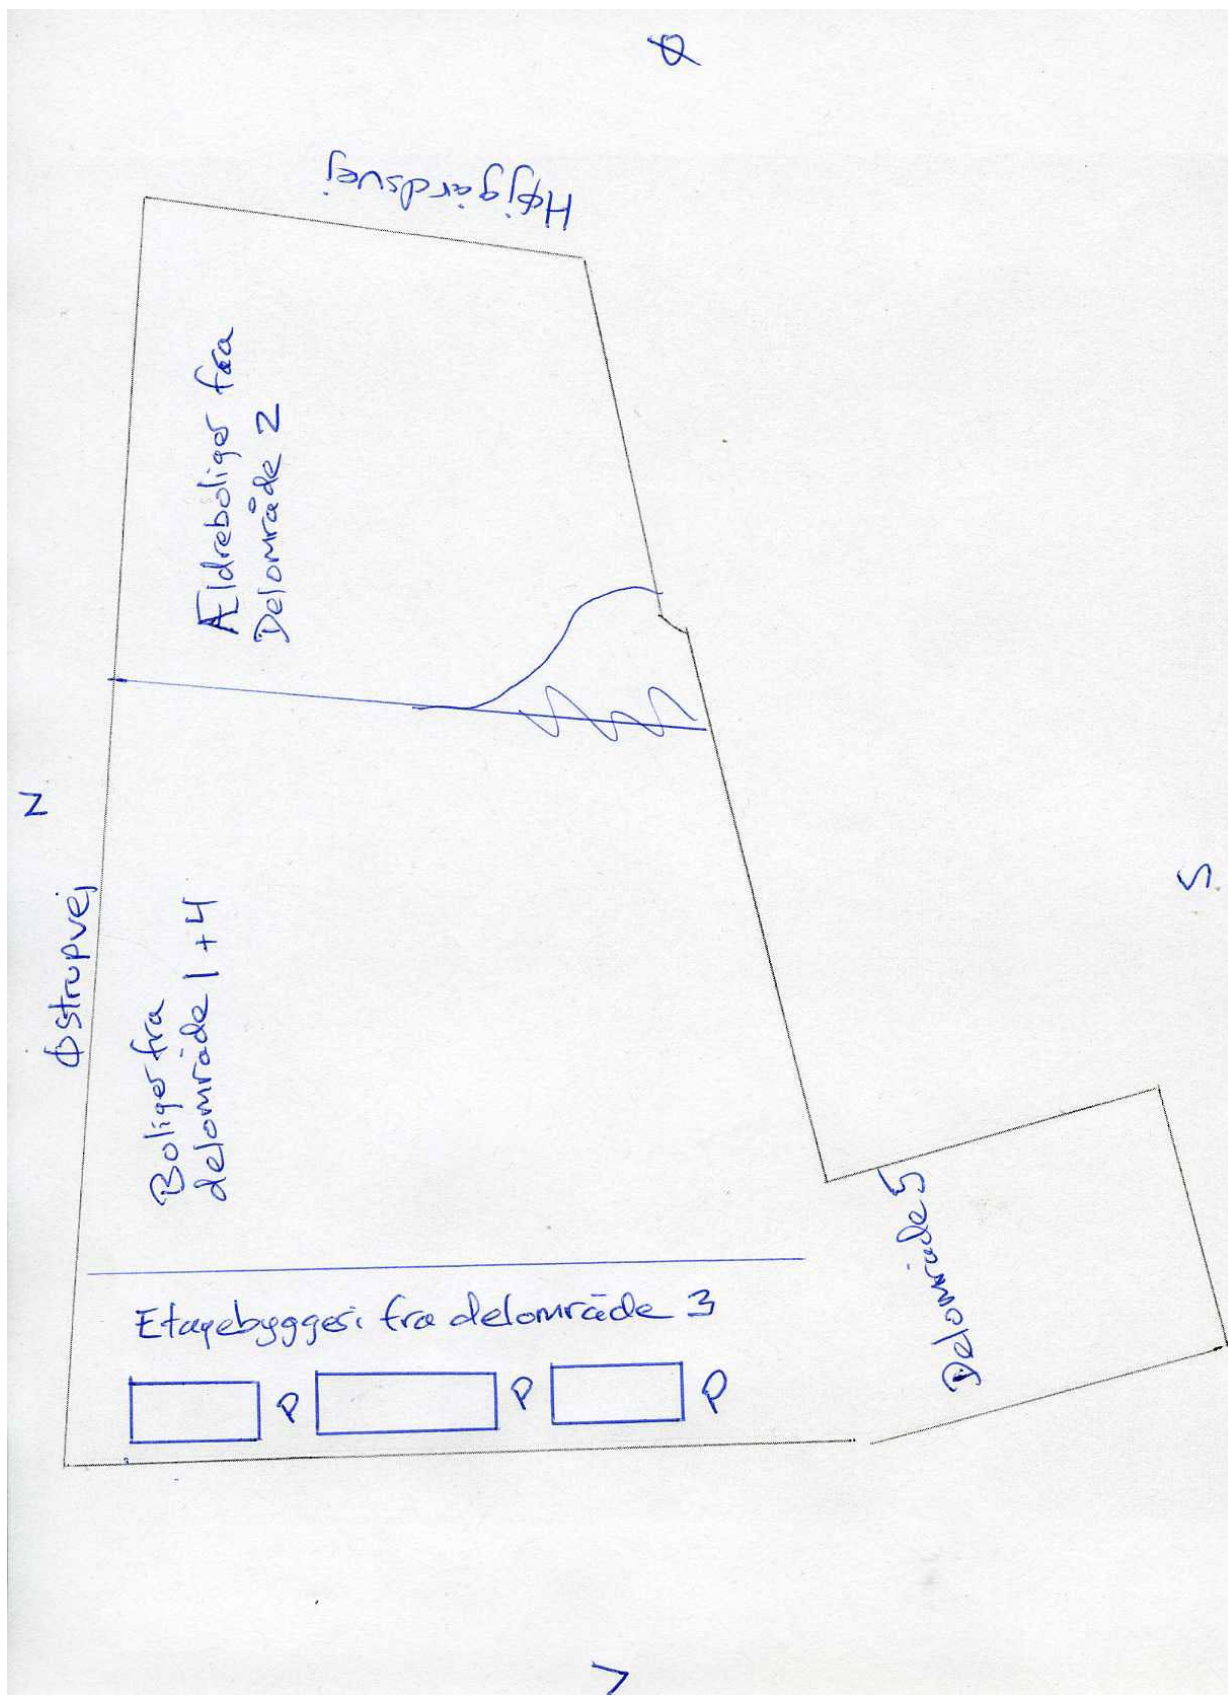 Ø
Højgårdsvej
Ældreboliger fra
Delområde 2
N
Østrupvej
Boliger fra
delområde 1+4
S
Etagebyggeri fra delområde 3
P
P
P
Delområde 5
V